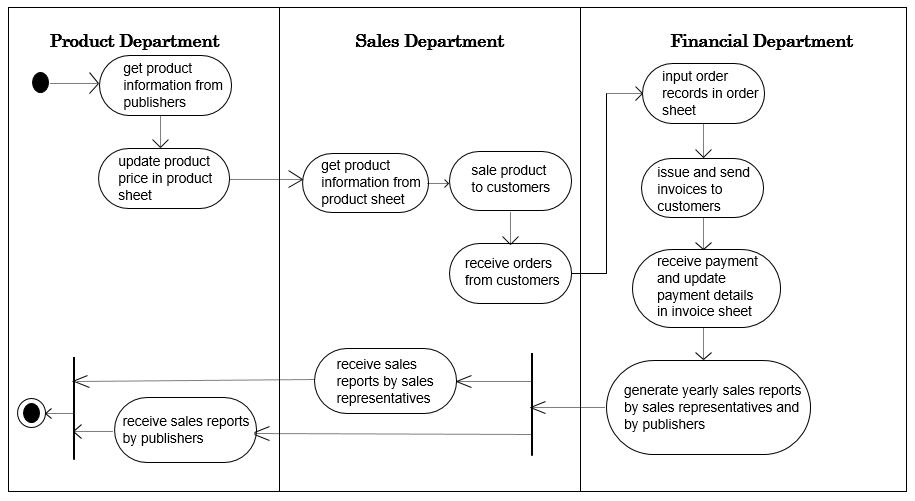 Product Department
Sales Department
Financial Department
get product
information from
publishers
update product
price in product
sheet
get product
information from
product sheet
sale product
to customers
receive orders
from customers
input order
records in order
sheet
issue and send
invoices to
customers
receive payment
and update
payment details
in invoice sheet
generate yearly sales reports
by sales representatives and
by publishers
receive sales
reports by sales
representatives
receive sales reports
by publishers